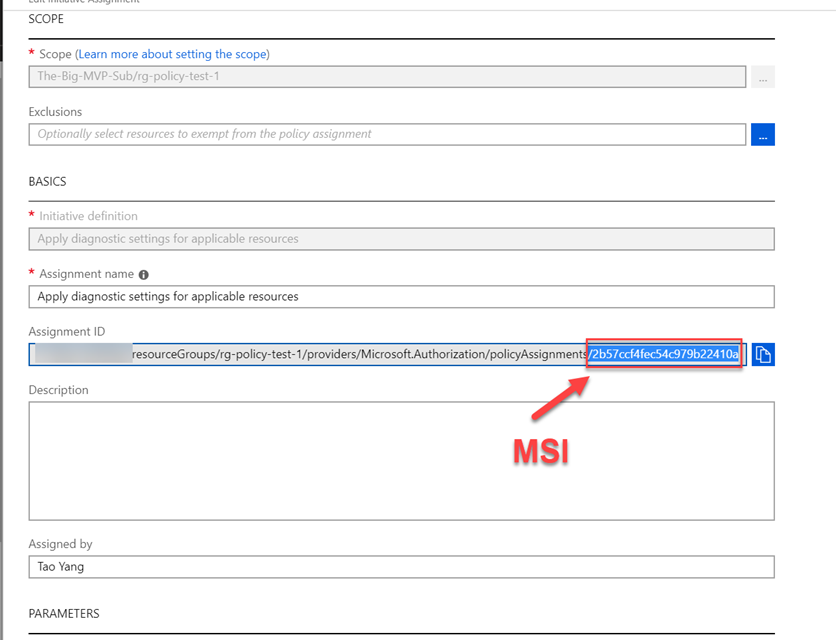 Edit Initiative Assignment
SCOPE
* Scope (Learn more about setting the scope)
The-Big-MVP-Sub/rg-policy-test-1
...
Exclusions
Optionally select resources to exempt from the policy assignment
...
BASICS
* Initiative definition
Apply diagnostic settings for applicable resources
* Assignment name
Apply diagnostic settings for applicable resources
Assignment ID
resourceGroups/rg-policy-test-1/providers/Microsoft.Authorization/policyAssignments/2b57ccf4fec54c979b22410a
Description
MSI
Assigned by
Tao Yang
PARAMETERS